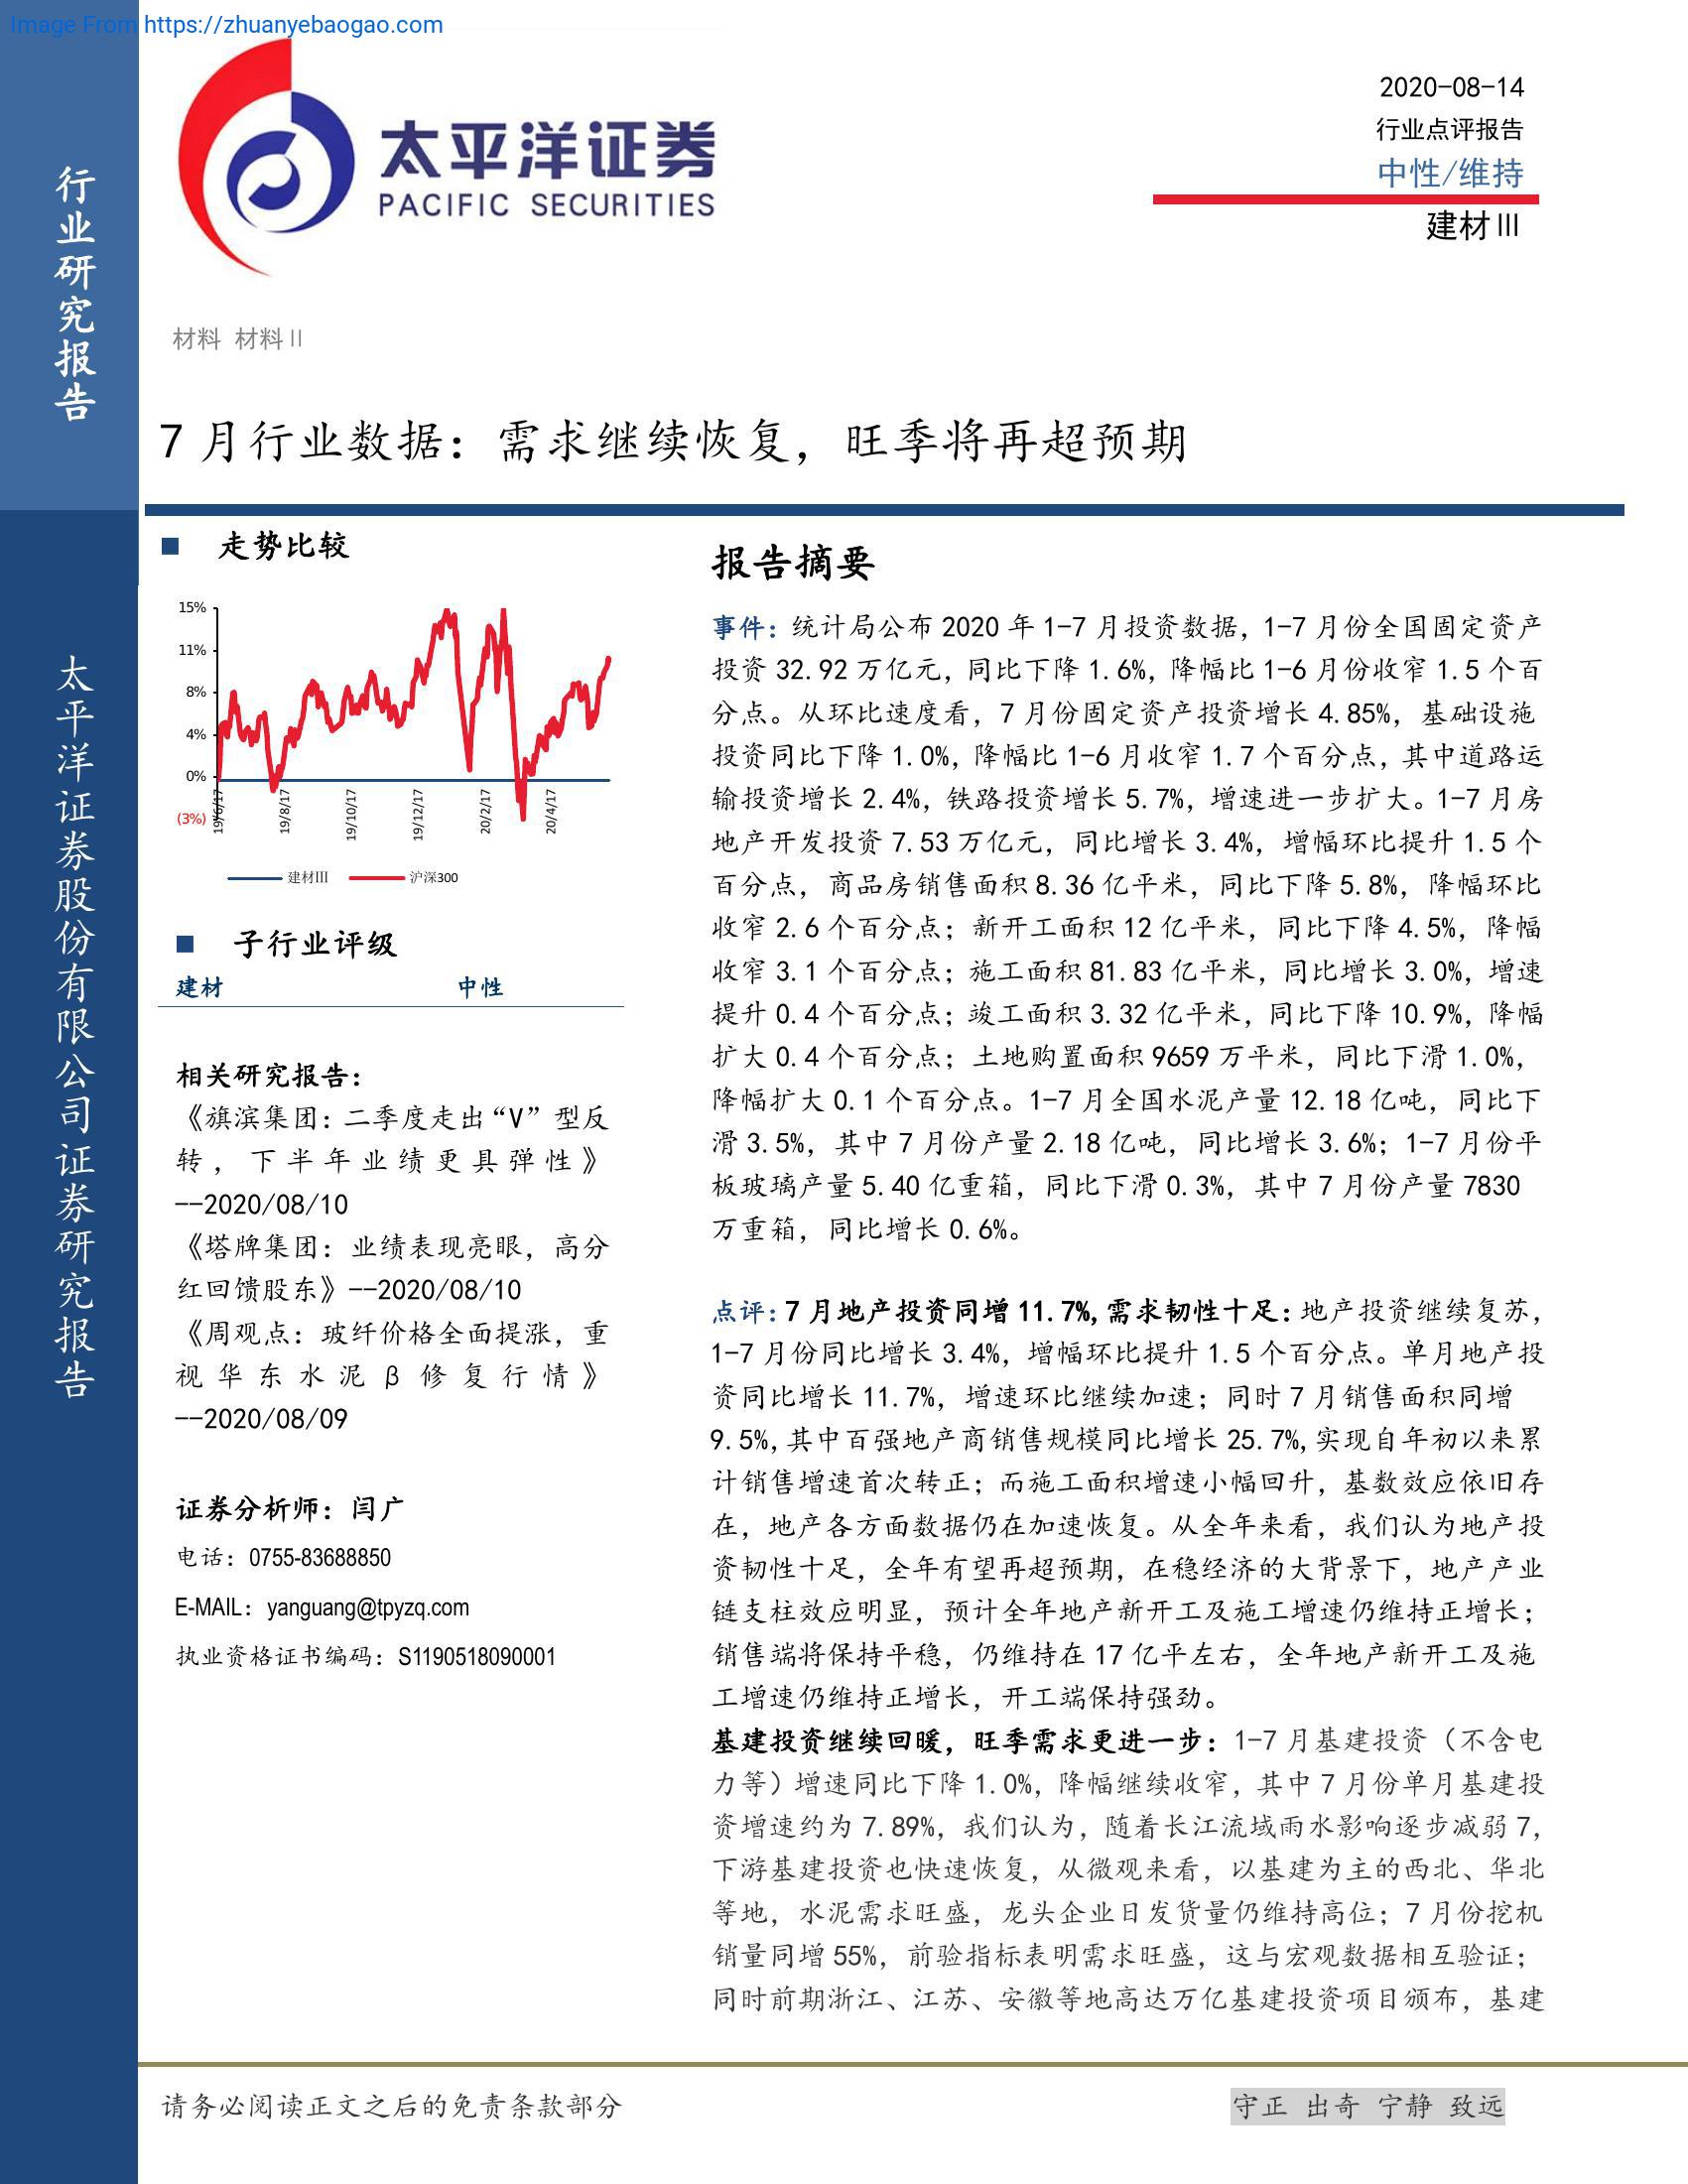 Image From https://zhuanyebaogao.com
行业研究报告
太平洋证券股份有限公司证券研究报告
太平洋证券
PACIFIC SECURITIES
2020-08-14
行业点评报告
中性/维持
建材Ⅲ
材料 材料Ⅱ
7 月行业数据：需求继续恢复，旺季将再超预期
走势比较
15%
11%
8%
4%
0%
(3%)
19/6/17
19/8/17
19/10/17
19/12/17
20/2/17
20/4/17
建材Ⅲ 沪深300
子行业评级
建材 中性
相关研究报告：
《旗滨集团：二季度走出“V”型反
转，下半年业绩更具弹性》
--2020/08/10
《塔牌集团：业绩表现亮眼，高分
红回馈股东》--2020/08/10
《周观点：玻纤价格全面提涨，重
视华东水泥β修复行情》
--2020/08/09
证券分析师：闫广
电话：0755-83688850
E-MAIL：yanguang@tpyzq.com
执业资格证书编码：S1190518090001
报告摘要
事件：统计局公布 2020 年 1-7 月投资数据，1-7 月份全国固定资产
投资 32.92 万亿元，同比下降 1.6%，降幅比 1-6 月份收窄 1.5 个百
分点。从环比速度看，7 月份固定资产投资增长 4.85%，基础设施
投资同比下降 1.0%，降幅比 1-6 月收窄 1.7 个百分点，其中道路运
输投资增长 2.4%，铁路投资增长 5.7%，增速进一步扩大。1-7 月房
地产开发投资 7.53 万亿元，同比增长 3.4%，增幅环比提升 1.5 个
百分点，商品房销售面积 8.36 亿平米，同比下降 5.8%，降幅环比
收窄 2.6 个百分点；新开工面积 12 亿平米，同比下降 4.5%，降幅
收窄 3.1 个百分点；施工面积 81.83 亿平米，同比增长 3.0%，增速
提升 0.4 个百分点；竣工面积 3.32 亿平米，同比下降 10.9%，降幅
扩大 0.4 个百分点；土地购置面积 9659 万平米，同比下滑 1.0%，
降幅扩大 0.1 个百分点。1-7 月全国水泥产量 12.18 亿吨，同比下
滑 3.5%，其中 7 月份产量 2.18 亿吨，同比增长 3.6%；1-7 月份平
板玻璃产量 5.40 亿重箱，同比下滑 0.3%，其中 7 月份产量 7830
万重箱，同比增长 0.6%。
点评：7 月地产投资同增 11.7%,需求韧性十足：地产投资继续复苏，
1-7 月份同比增长 3.4%，增幅环比提升 1.5 个百分点。单月地产投
资同比增长 11.7%，增速环比继续加速；同时 7 月销售面积同增
9.5%,其中百强地产商销售规模同比增长 25.7%,实现自年初以来累
计销售增速首次转正；而施工面积增速小幅回升，基数效应依旧存
在，地产各方面数据仍在加速恢复。从全年来看，我们认为地产投
资韧性十足，全年有望再超预期，在稳经济的大背景下，地产产业
链支柱效应明显，预计全年地产新开工及施工增速仍维持正增长；
销售端将保持平稳，仍维持在 17 亿平左右，全年地产新开工及施
工增速仍维持正增长，开工端保持强劲。
基建投资继续回暖，旺季需求更进一步：1-7 月基建投资（不含电
力等）增速同比下降 1.0%，降幅继续收窄，其中 7 月份单月基建投
资增速约为 7.89%，我们认为，随着长江流域雨水影响逐步减弱 7，
下游基建投资也快速恢复，从微观来看，以基建为主的西北、华北
等地，水泥需求旺盛，龙头企业日发货量仍维持高位；7 月份挖机
销量同增 55%，前验指标表明需求旺盛，这与宏观数据相互验证；
同时前期浙江、江苏、安徽等地高达万亿基建投资项目颁布，基建
请务必阅读正文之后的免责条款部分
守正 出奇 宁静 致远